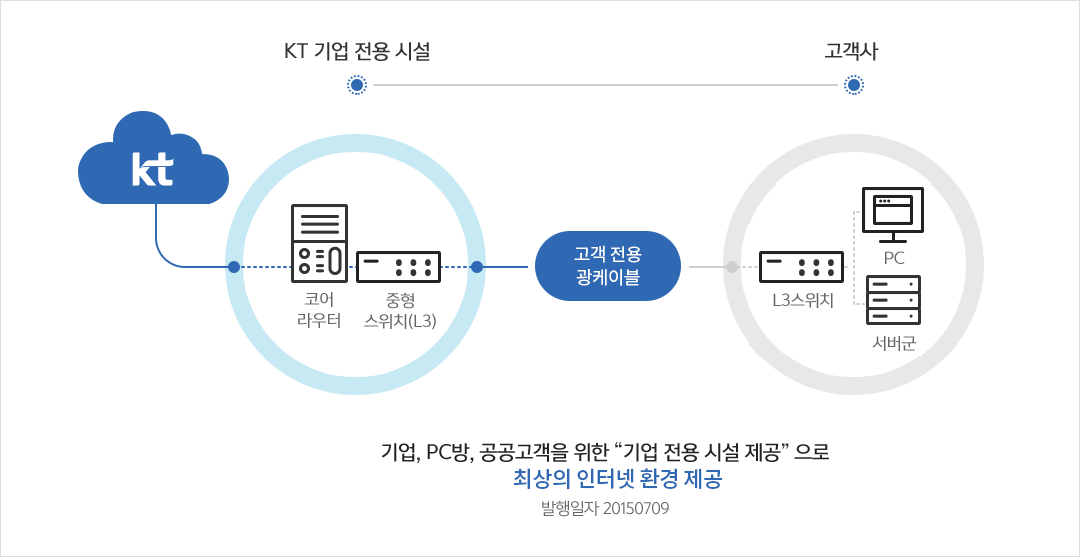 KT 기업 전용 시설
고객사
kt
코어
라우터
중형
스위치(L3)
고객 전용
광케이블
L3스위치
PC
서버군
기업, PC방, 공공고객을 위한 “기업 전용 시설 제공” 으로
최상의 인터넷 환경 제공
발행일자 20150709